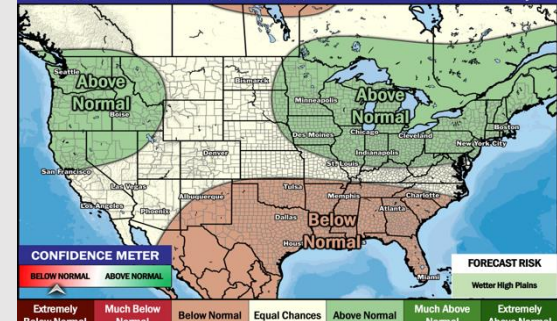 Seattle
Above
Normal
Boise
Bismarck
Minneapolis
Above
Normal
Des Moines
Chicago
Cleveland
Boston
New York City
Indianapolis
St. Louis
Denver
San Francisco
Las Vegas
Los Angeles
Phoenix
Albuquerque
Tulsa
Memphis
Charlotte
Atlanta
Dallas
Below
Normal
Miami
CONFIDENCE METER
BELOW NORMAL
ABOVE NORMAL
FORECAST RISK
Wetter High Plains
Extremely
Much Below
Below Normal
Equal Chances
Above Normal
Much Above
Extremely